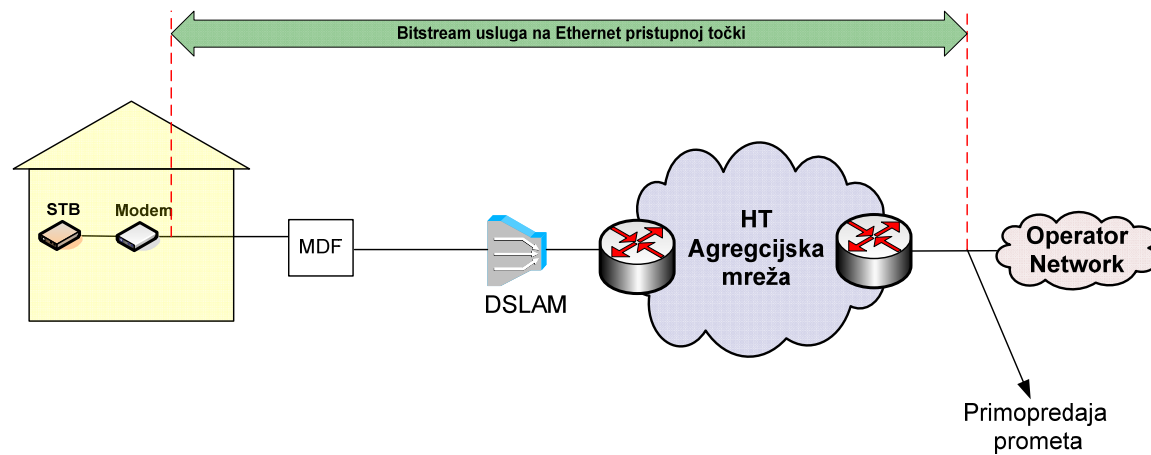 Bitstream usluga na Ethernet pristupnoj točki
STB
Modem
MDF
DSLAM
HT
Agregcijska
mreža
Operator
Network
Primopredaja
prometa